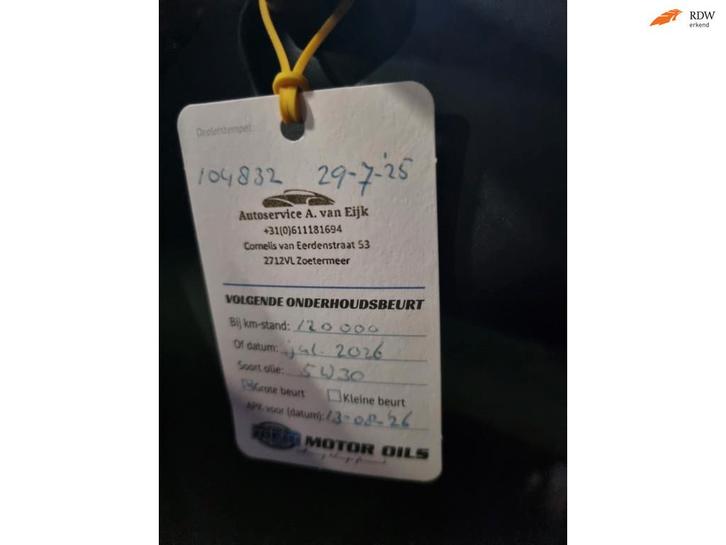 RDW
erkend
Dealerstempel:
104832 29-7-'25
Autoservice A. van Eijk
+31(0)611181694
Cornelis van Eerdenstraat 53
2712VL Zoetermeer
VOLGENDE ONDERHOUDSBEURT
Bij km-stand: 120000
Of datum: jul. 2026
Soort olie: 5W30
Grote beurt Kleine beurt
APK voor (datum): 13-08-'26
MOTOR OILS